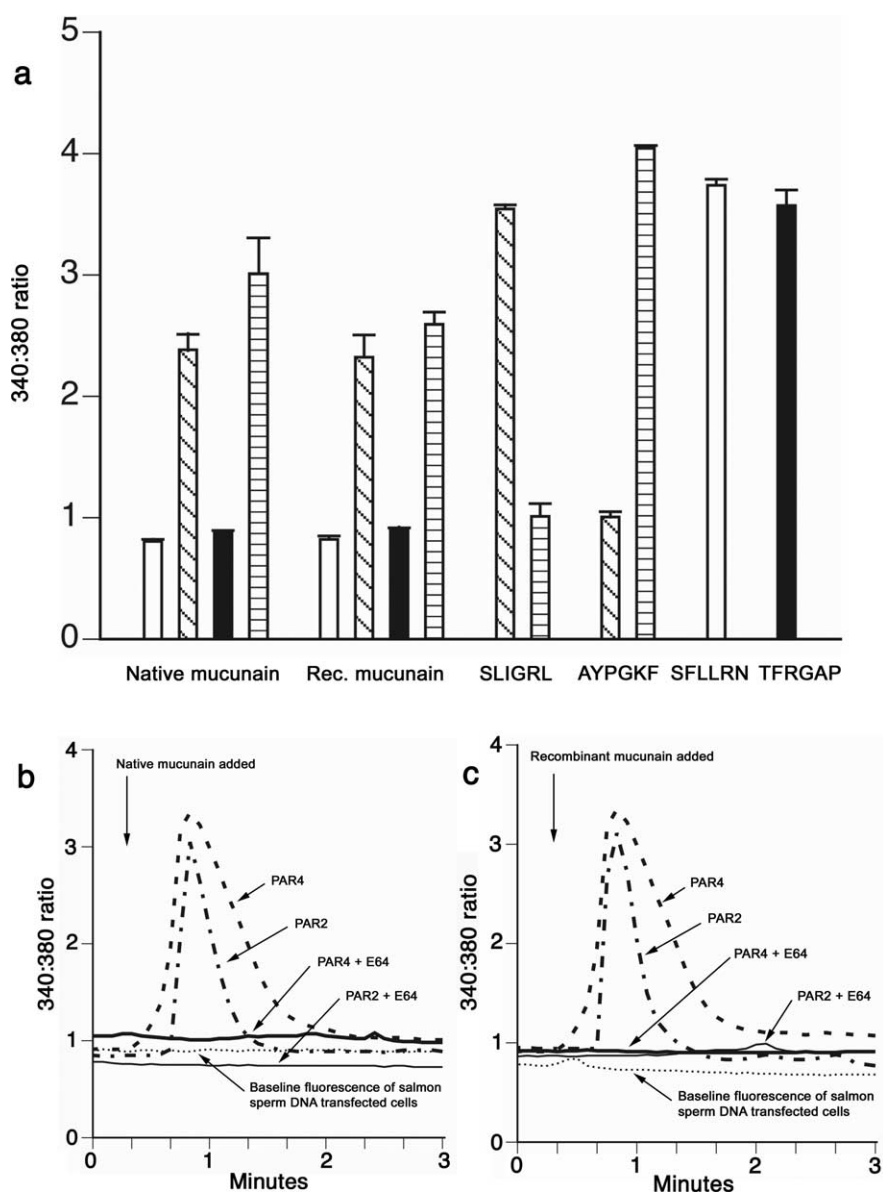 a
340:380 ratio
5
4
3
2
1
0
Native mucunain
Rec. mucunain
SLIGRL
AYPGKF
SFLLRN
TFRGAP
b
340:380 ratio
4
3
2
1
0
Native mucunain added
PAR4
PAR2
PAR4 + E64
PAR2 + E64
Baseline fluorescence of salmon
sperm DNA transfected cells
0
1
2
3
Minutes
c
340:380 ratio
4
3
2
1
0
Recombinant mucunain added
PAR4
PAR2
PAR4 + E64
PAR2 + E64
Baseline fluorescence of salmon
sperm DNA transfected cells
0
1
2
3
Minutes